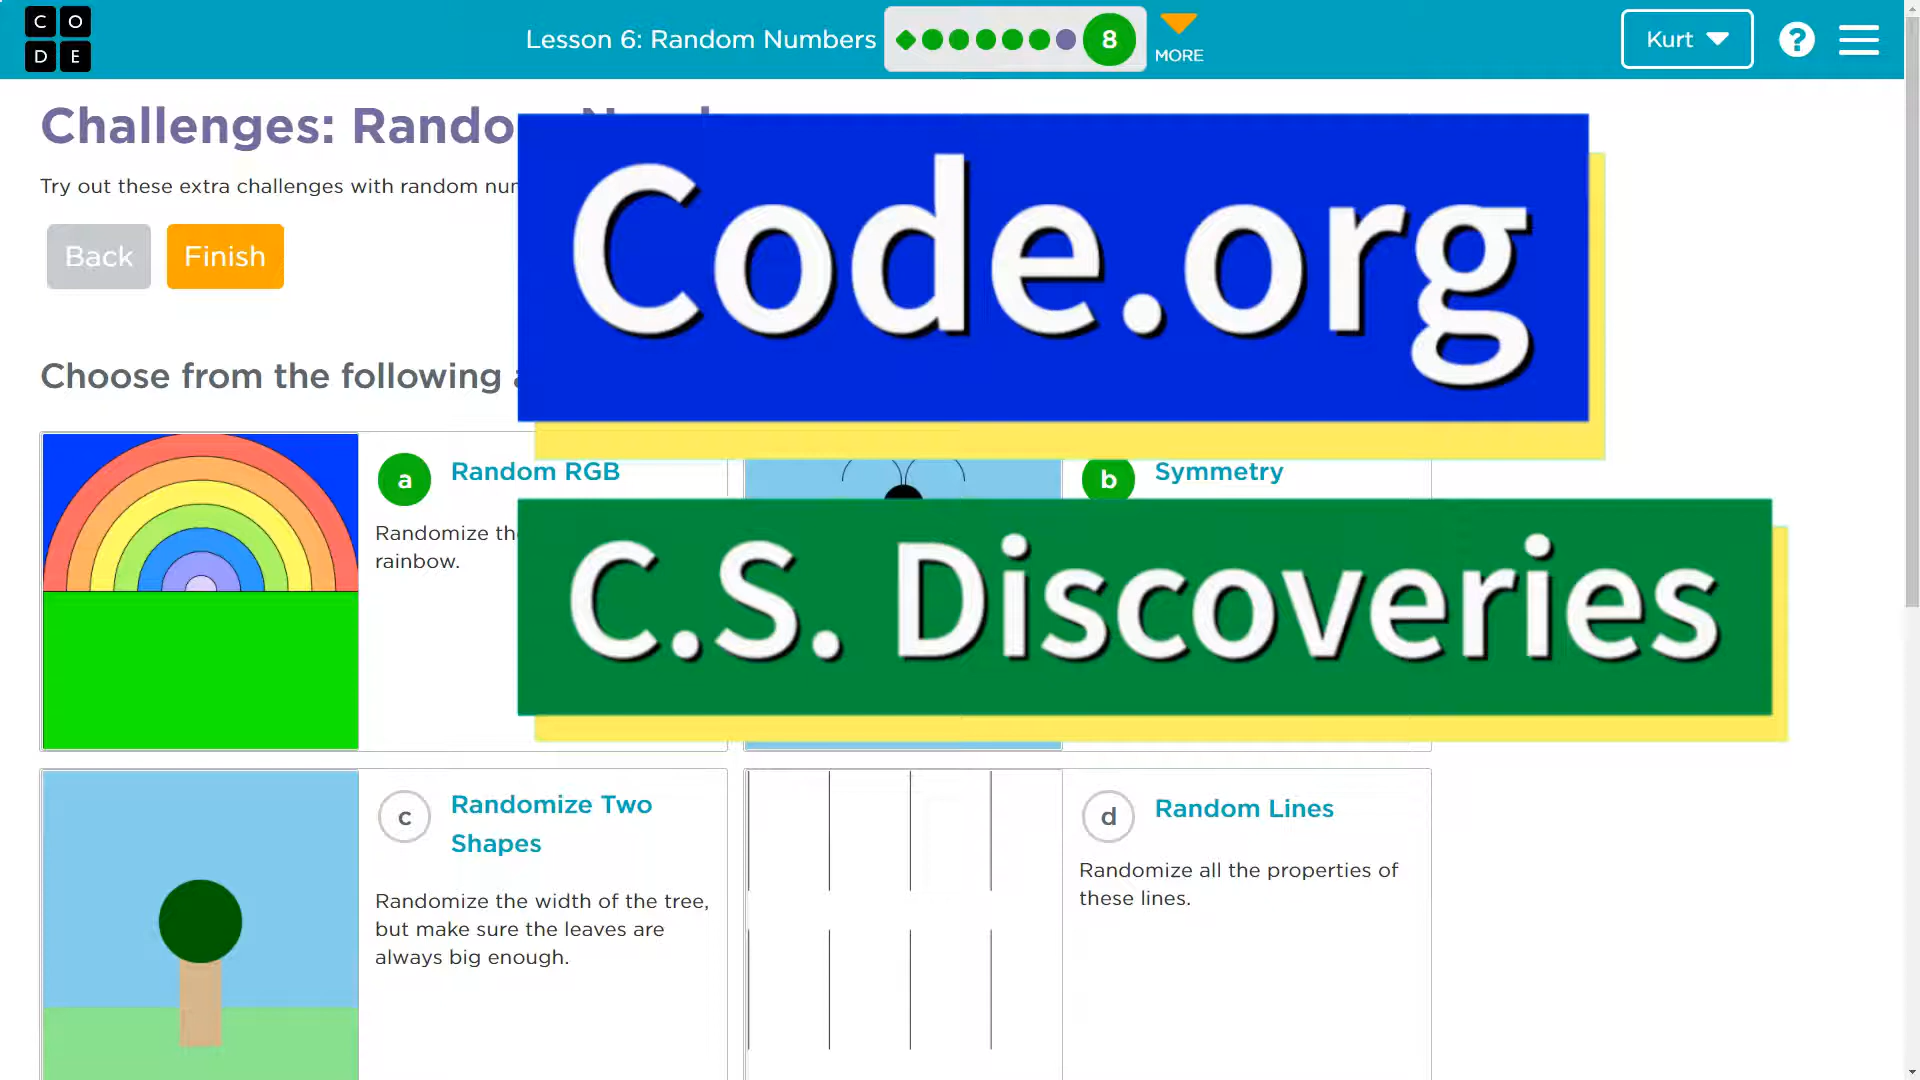 CO
DE
Lesson 6: Random Numbers
8
MORE
Kurt
?
Challenges: Rando
Try out these extra challenges with random
Back
Finish
Choose from the following
Code.org
C.S. Discoveries
a
Random RGB
Randomize
rainbow.
b
Symmetry
c
Randomize Two
Shapes
Randomize the width of the tree,
but make sure the leaves are
always big enough.
d
Random Lines
Randomize all the properties of
these lines.